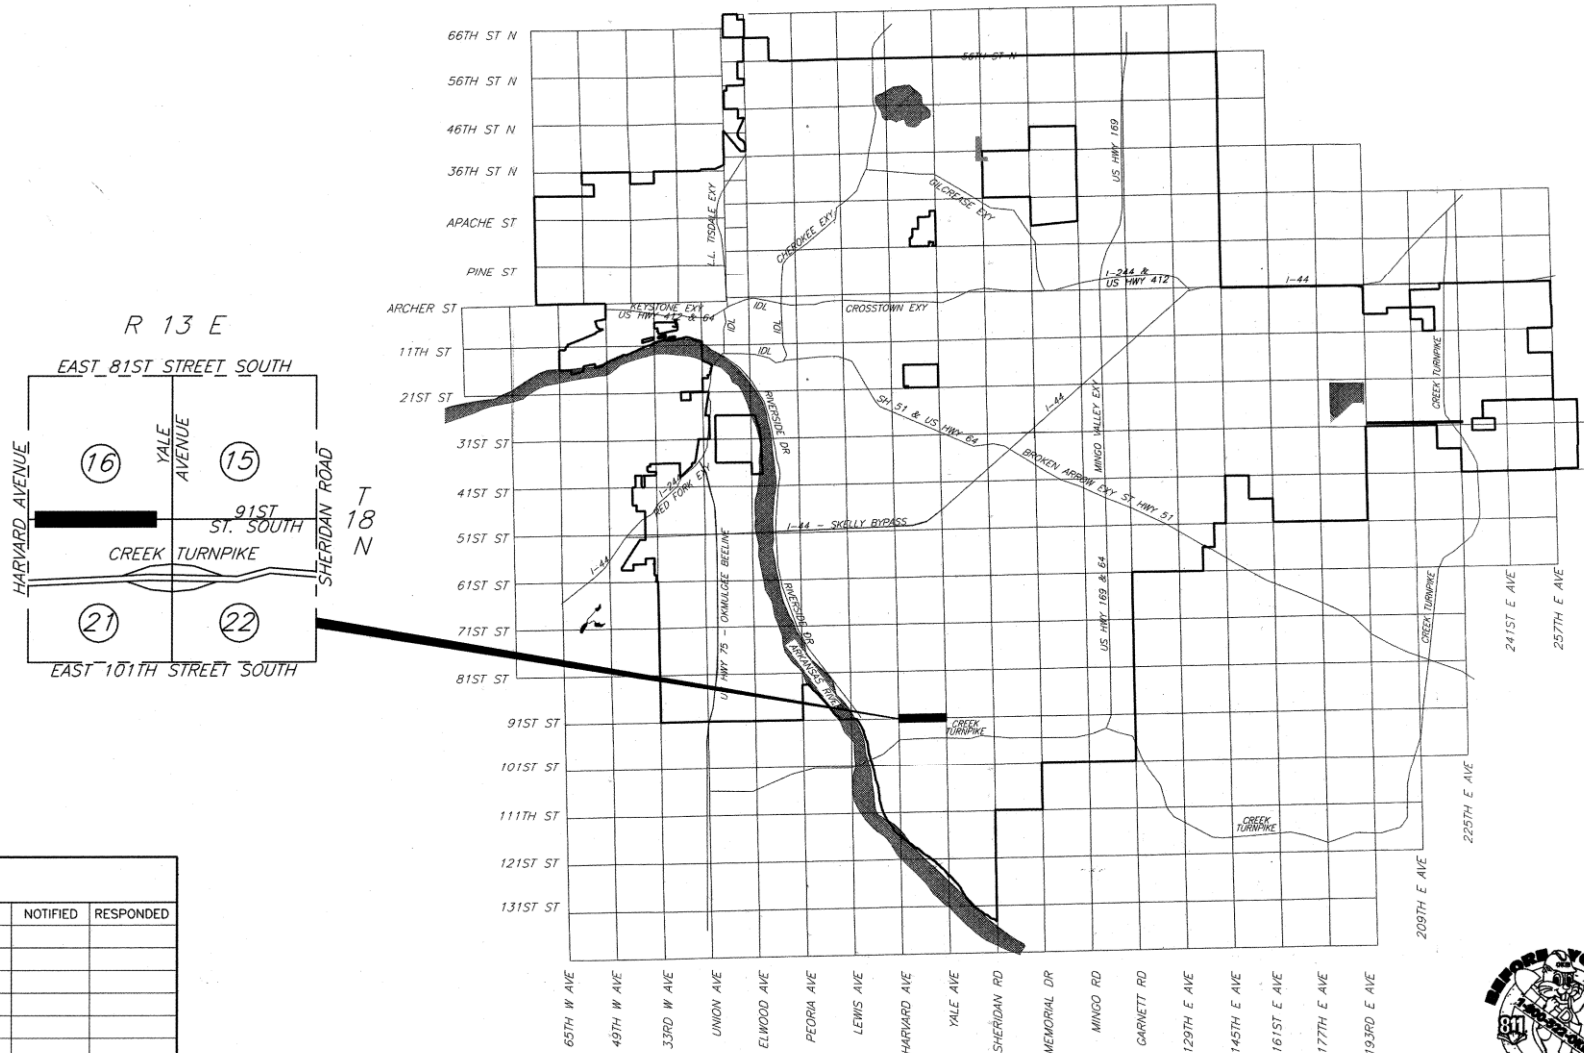 66TH ST N
56TH ST N
46TH ST N
36TH ST N
APACHE ST
PINE ST
ARCHER ST
11TH ST
21ST ST
31ST ST
41ST ST
51ST ST
61ST ST
71ST ST
81ST ST
91ST ST
101ST ST
111TH ST
121ST ST
131ST ST
56TH ST N
US HWY 169
GILCREASE EXY
CHEROKEE EXY
L.L. TISDALE EXY
KEYSTONE EXY
US HWY 412 & 64
IDL
IDL
IDL
IDL
CROSSTOWN EXY
I-244 &
US HWY 412
I-44
CREEK TURNPIKE
RIVERSIDE DR
SH 51 & US HWY 64
I-44
MINGO VALLEY EXY
BROKEN ARROW EXY ST HWY 51
I-244
RED FORK EXY
I-44 - SKELLY BYPASS
I-44
US HWY 75 - OKMULGEE BEELINE
RIVERSIDE DR
ARKANSAS RIVER
US HWY 169 & 64
CREEK TURNPIKE
CREEK
TURNPIKE
CREEK
TURNPIKE
241ST E AVE
257TH E AVE
225TH E AVE
209TH E AVE
65TH W AVE
49TH W AVE
33RD W AVE
UNION AVE
ELWOOD AVE
PEORIA AVE
LEWIS AVE
HARVARD AVE
YALE AVE
SHERIDAN RD
MEMORIAL DR
MINGO RD
GARNETT RD
129TH E AVE
145TH E AVE
161ST E AVE
177TH E AVE
193RD E AVE
R 13 E
EAST 81ST STREET SOUTH
HARVARD AVENUE
YALE
AVENUE
SHERIDAN ROAD
T
18
N
16
15
91ST
ST. SOUTH
CREEK TURNPIKE
21
22
EAST 101TH STREET SOUTH
NOTIFIED
RESPONDED
BEFORE YO
811